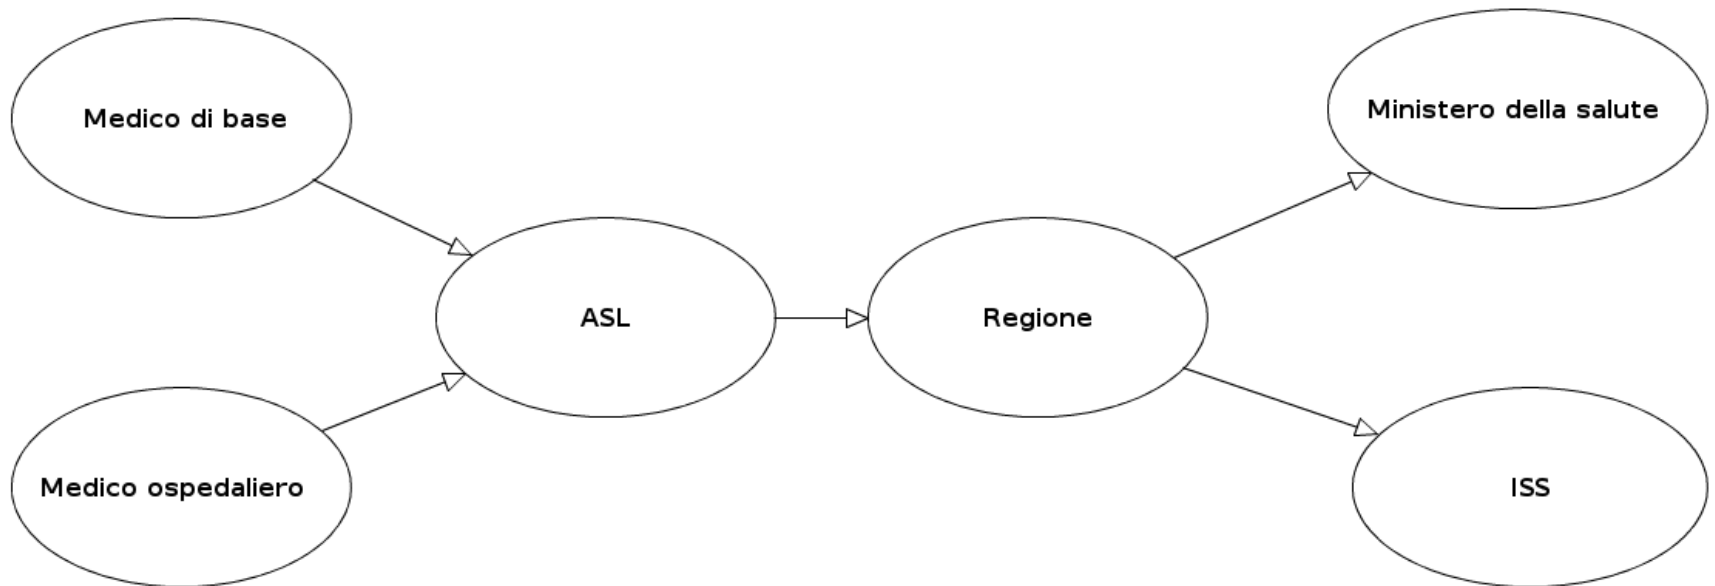 Medico di base
Ministero della salute
ASL
Regione
Medico ospedaliero
ISS